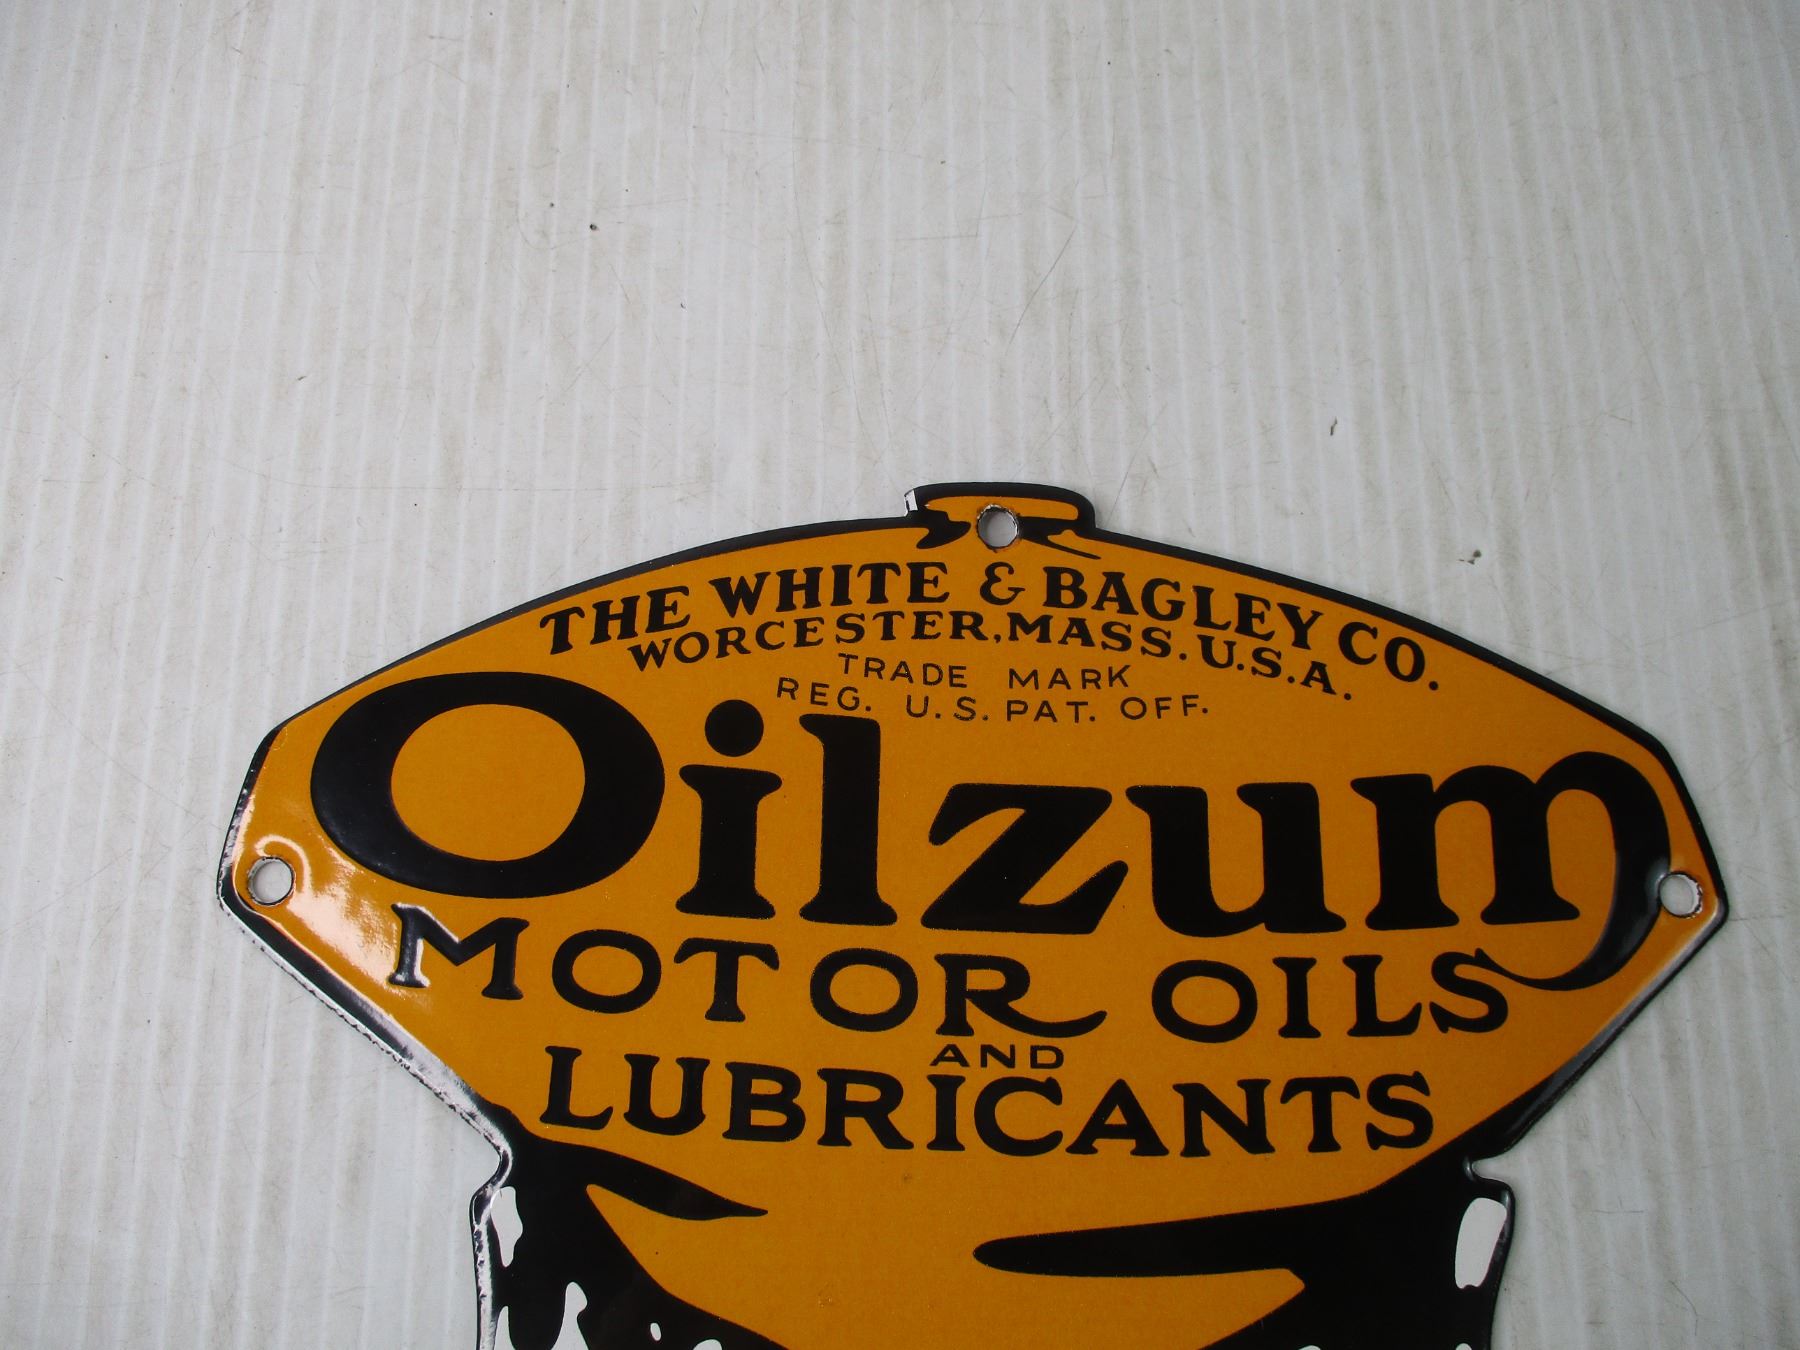 THE WHITE & BAGLEY CO.
WORCESTER, MASS. U.S.A.
TRADE MARK
REG. U.S. PAT. OFF.
Oilzum
MOTOR OILS
AND
LUBRICANTS